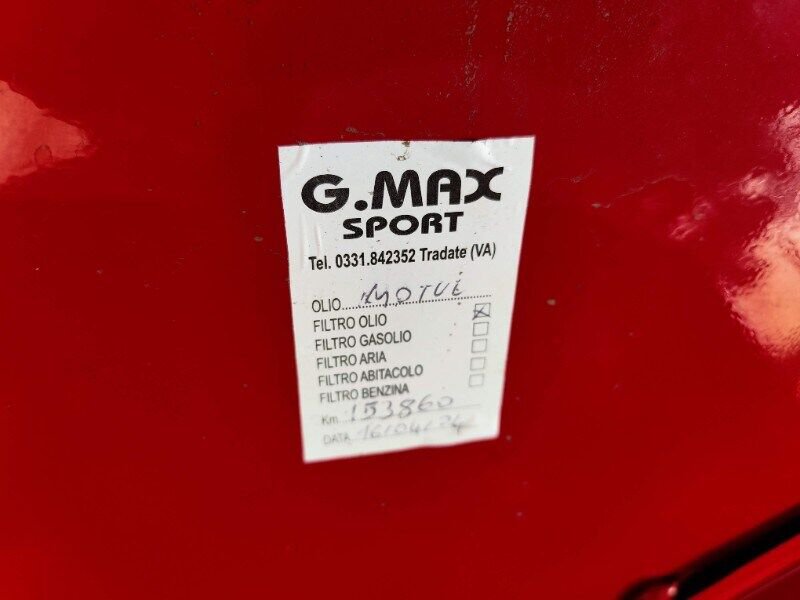 G.MAX
SPORT
Tel. 0331.842352 Tradate (VA)
OLIO.....MOTUL
FILTRO OLIO
FILTRO GASOLIO
FILTRO ARIA
FILTRO ABITACOLO
FILTRO BENZINA
Km....153860
DATA...16/04/24